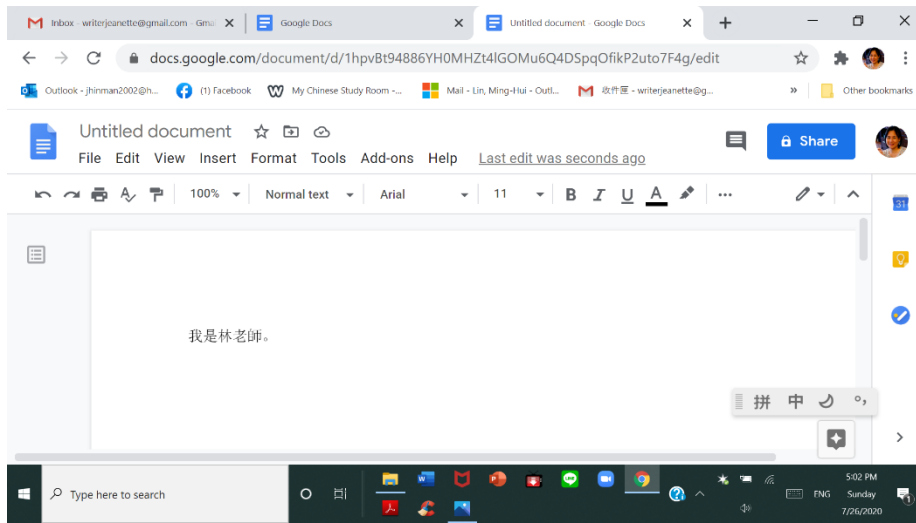 Inbox - writerjeanette@gmail.com - Gma
Google Docs
Untitled document - Google Docs
docs.google.com/document/d/1hpvBt94886YH0MHZt4lGOMu6Q4DSpqOfikP2uto7F4g/edit
Outlook - jhinman2002@h...
(1) Facebook
My Chinese Study Room -...
Mail - Lin, Ming-Hui - Outl...
收件匣 - writerjeanette@g...
»
Other bookmarks
Untitled document
Share
File Edit View Insert Format Tools Add-ons Help Last edit was seconds ago
100% Normal text Arial 11 B I U A ...
31
我是林老師。
拼 中 °,
Type here to search
ENG
5:02 PM
Sunday
7/26/2020
1